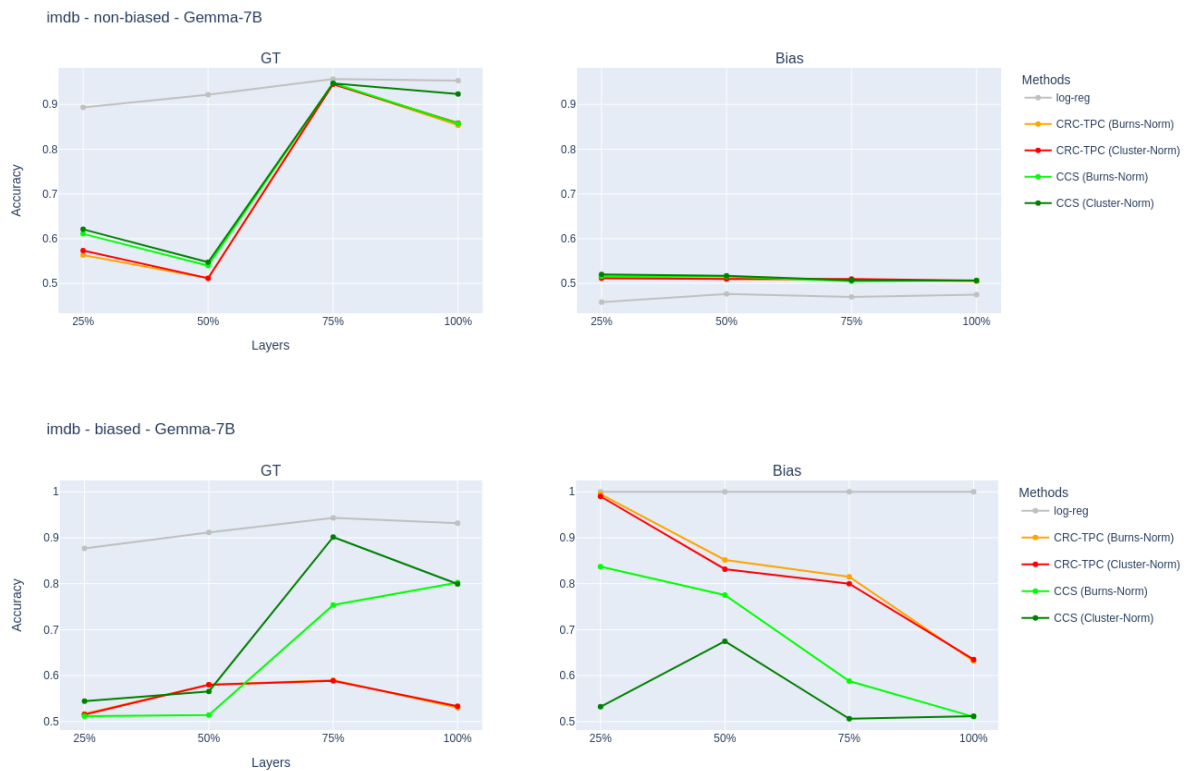 imdb - non-biased - Gemma-7B
GT
Bias
Methods
log-reg
CRC-TPC (Burns-Norm)
CRC-TPC (Cluster-Norm)
CCS (Burns-Norm)
CCS (Cluster-Norm)
Accuracy
0.9
0.8
0.7
0.6
0.5
25%
50%
75%
100%
Layers
0.9
0.8
0.7
0.6
0.5
25%
50%
75%
100%
imdb - biased - Gemma-7B
GT
Bias
Methods
log-reg
CRC-TPC (Burns-Norm)
CRC-TPC (Cluster-Norm)
CCS (Burns-Norm)
CCS (Cluster-Norm)
Accuracy
1
0.9
0.8
0.7
0.6
0.5
25%
50%
75%
100%
Layers
1
0.9
0.8
0.7
0.6
0.5
25%
50%
75%
100%